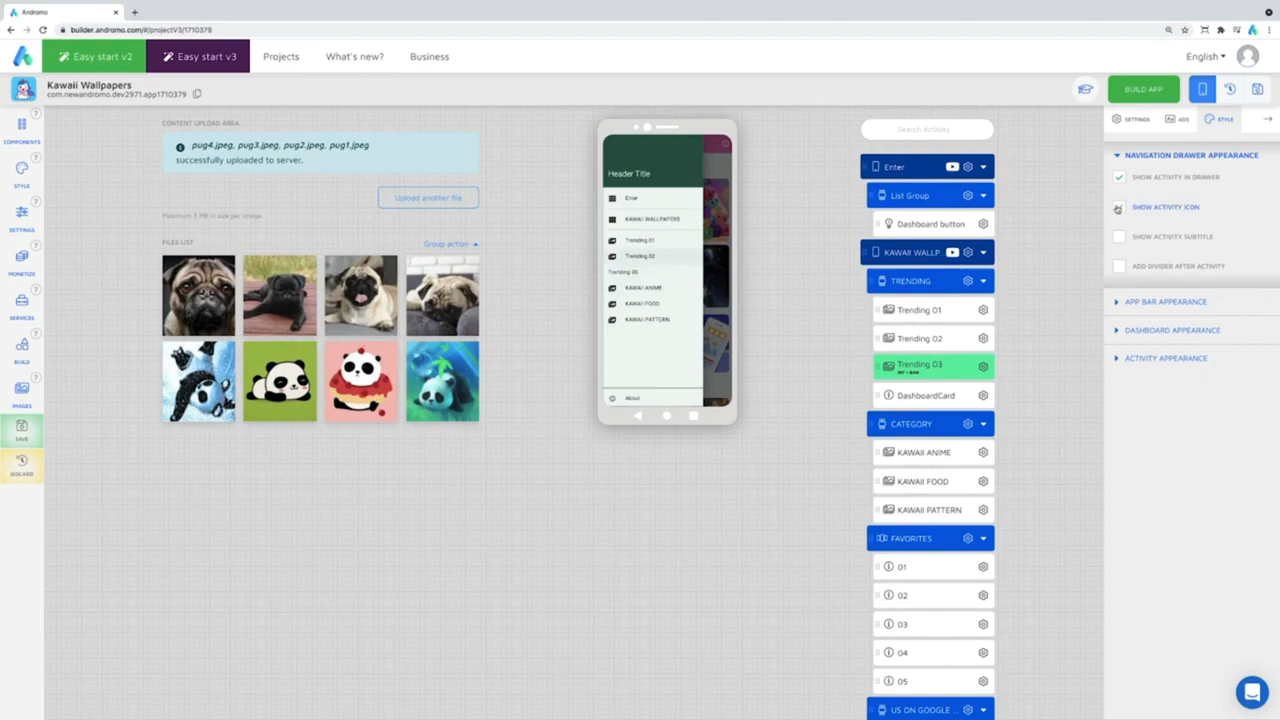 Andromo
builder.andromo.com/#/projectV3/1710379
Easy start v2
Easy start v3
Projects
What's new?
Business
English
Kawaii Wallpapers
com.newandromo.dev2971.app1710379
BUILD APP
COMPONENTS
STYLE
SETTINGS
MONETIZE
SERVICES
BUILD
IMAGES
SAVE
DISCARD
CONTENT UPLOAD AREA
pug4.jpeg, pug3.jpeg, pug2.jpeg, pug1.jpeg
successfully uploaded to server.
Upload another file
Maximum 5 MB in size per image.
FILES LIST
Group action
Header Title
Enter
KAWAII WALLPAPERS
Trending 01
Trending 02
Trending 03
KAWAII ANIME
KAWAII FOOD
KAWAII PATTERN
About
Search Activity
Enter
List Group
Dashboard button
KAWAII WALLP
TRENDING
Trending 01
Trending 02
Trending 03
DashboardCard
CATEGORY
KAWAII ANIME
KAWAII FOOD
KAWAII PATTERN
FAVORITES
01
02
03
04
05
US ON GOOGLE ...
SETTINGS
ADS
STYLE
NAVIGATION DRAWER APPEARANCE
SHOW ACTIVITY IN DRAWER
SHOW ACTIVITY ICON
SHOW ACTIVITY SUBTITLE
ADD DIVIDER AFTER ACTIVITY
APP BAR APPEARANCE
DASHBOARD APPEARANCE
ACTIVITY APPEARANCE